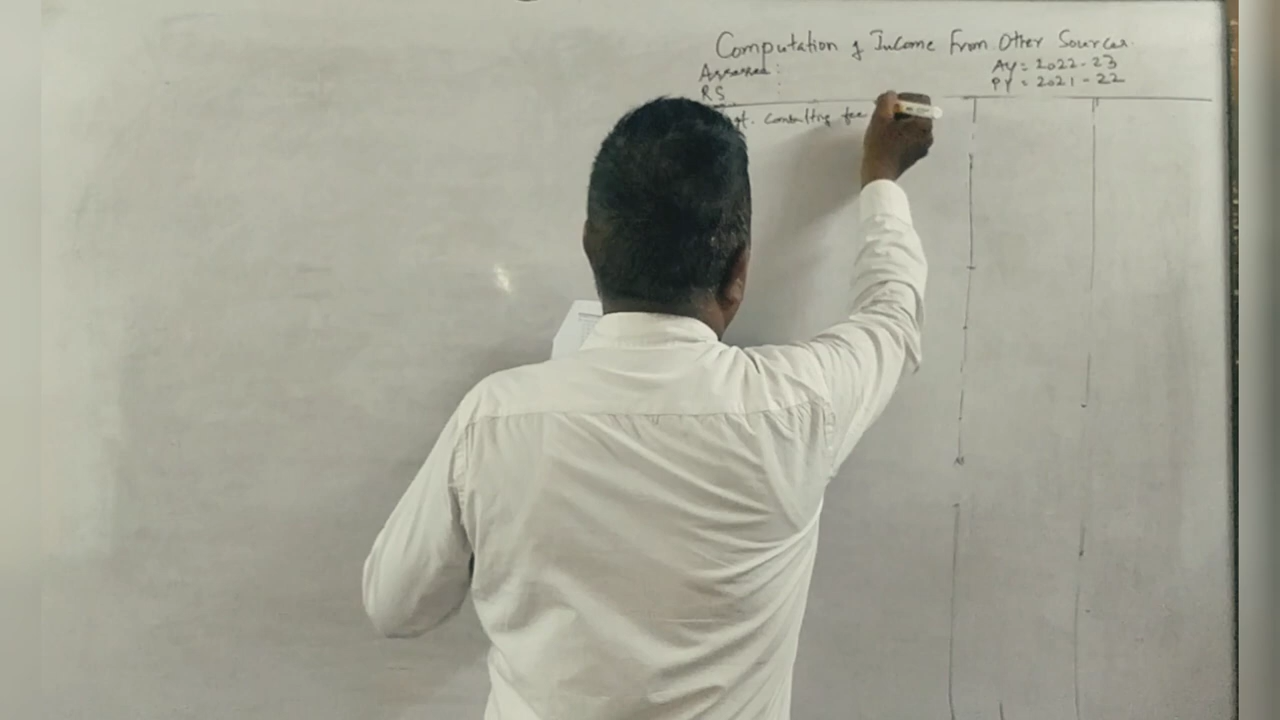 Computation of Income From Other Sources.
Assessee :
AY = 2022-23
RS :
PY = 2021-22
Consulting fee